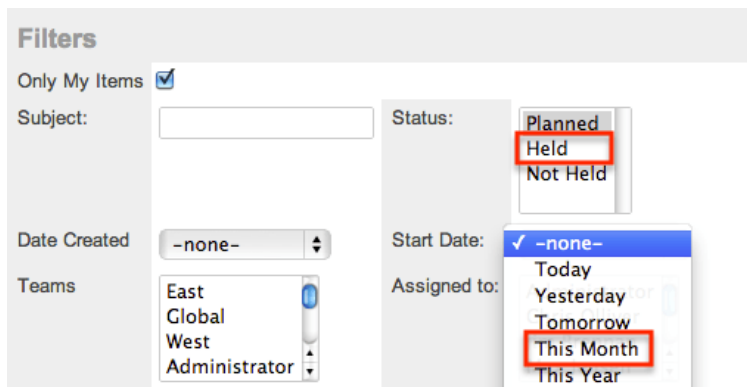 Filters
Only My Items
Subject:
Status:
Planned
Held
Not Held
Date Created
-none-
Start Date:
-none-
Today
Yesterday
Tomorrow
This Month
This Year
Teams
East
Global
West
Administrator
Assigned to: